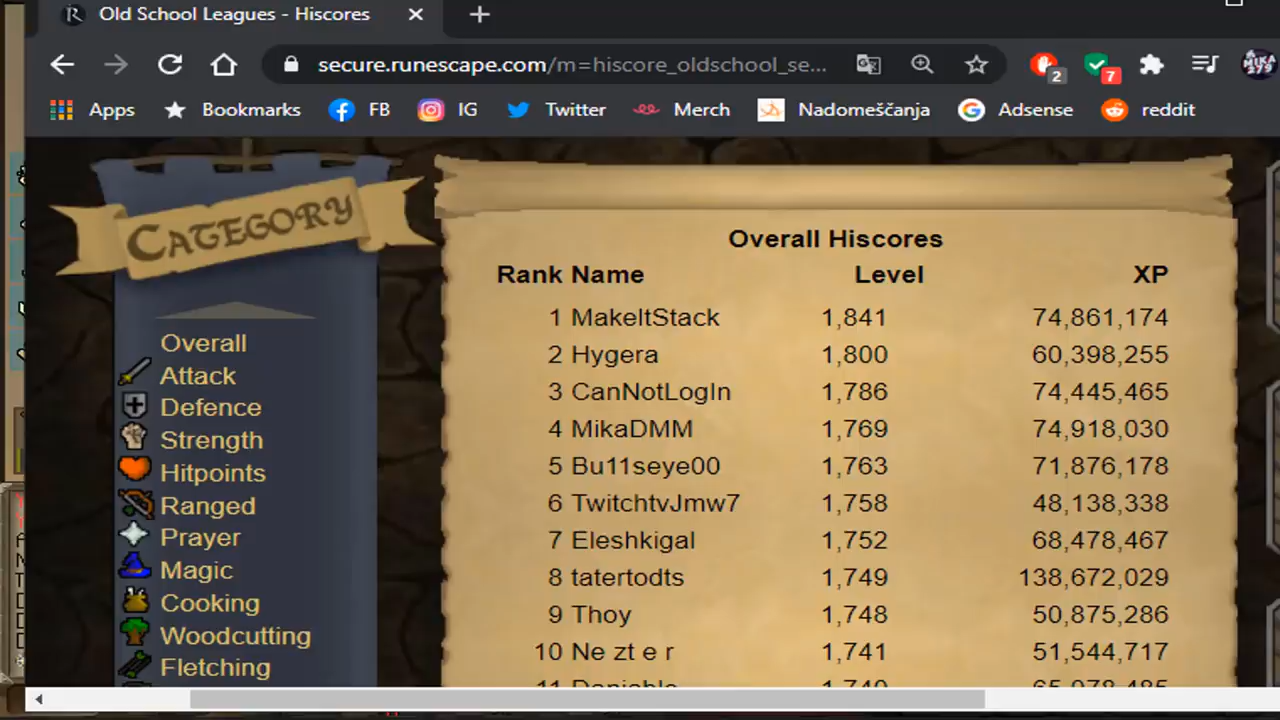 Old School Leagues - Hiscores
secure.runescape.com/m=hiscore_oldschool_se...
2
7
Apps
Bookmarks
FB
IG
Twitter
Merch
Nadomeščanja
Adsense
reddit
CATEGORY
Overall
Attack
Defence
Strength
Hitpoints
Ranged
Prayer
Magic
Cooking
Woodcutting
Fletching
Overall Hiscores
Rank Name Level XP
1 MakeItStack 1,841 74,861,174
2 Hygera 1,800 60,398,255
3 CanNotLogIn 1,786 74,445,465
4 MikaDMM 1,769 74,918,030
5 Bu11seye00 1,763 71,876,178
6 TwitchtvJmw7 1,758 48,138,338
7 Eleshkigal 1,752 68,478,467
8 tatertodts 1,749 138,672,029
9 Thoy 1,748 50,875,286
10 Ne zt e r 1,741 51,544,717